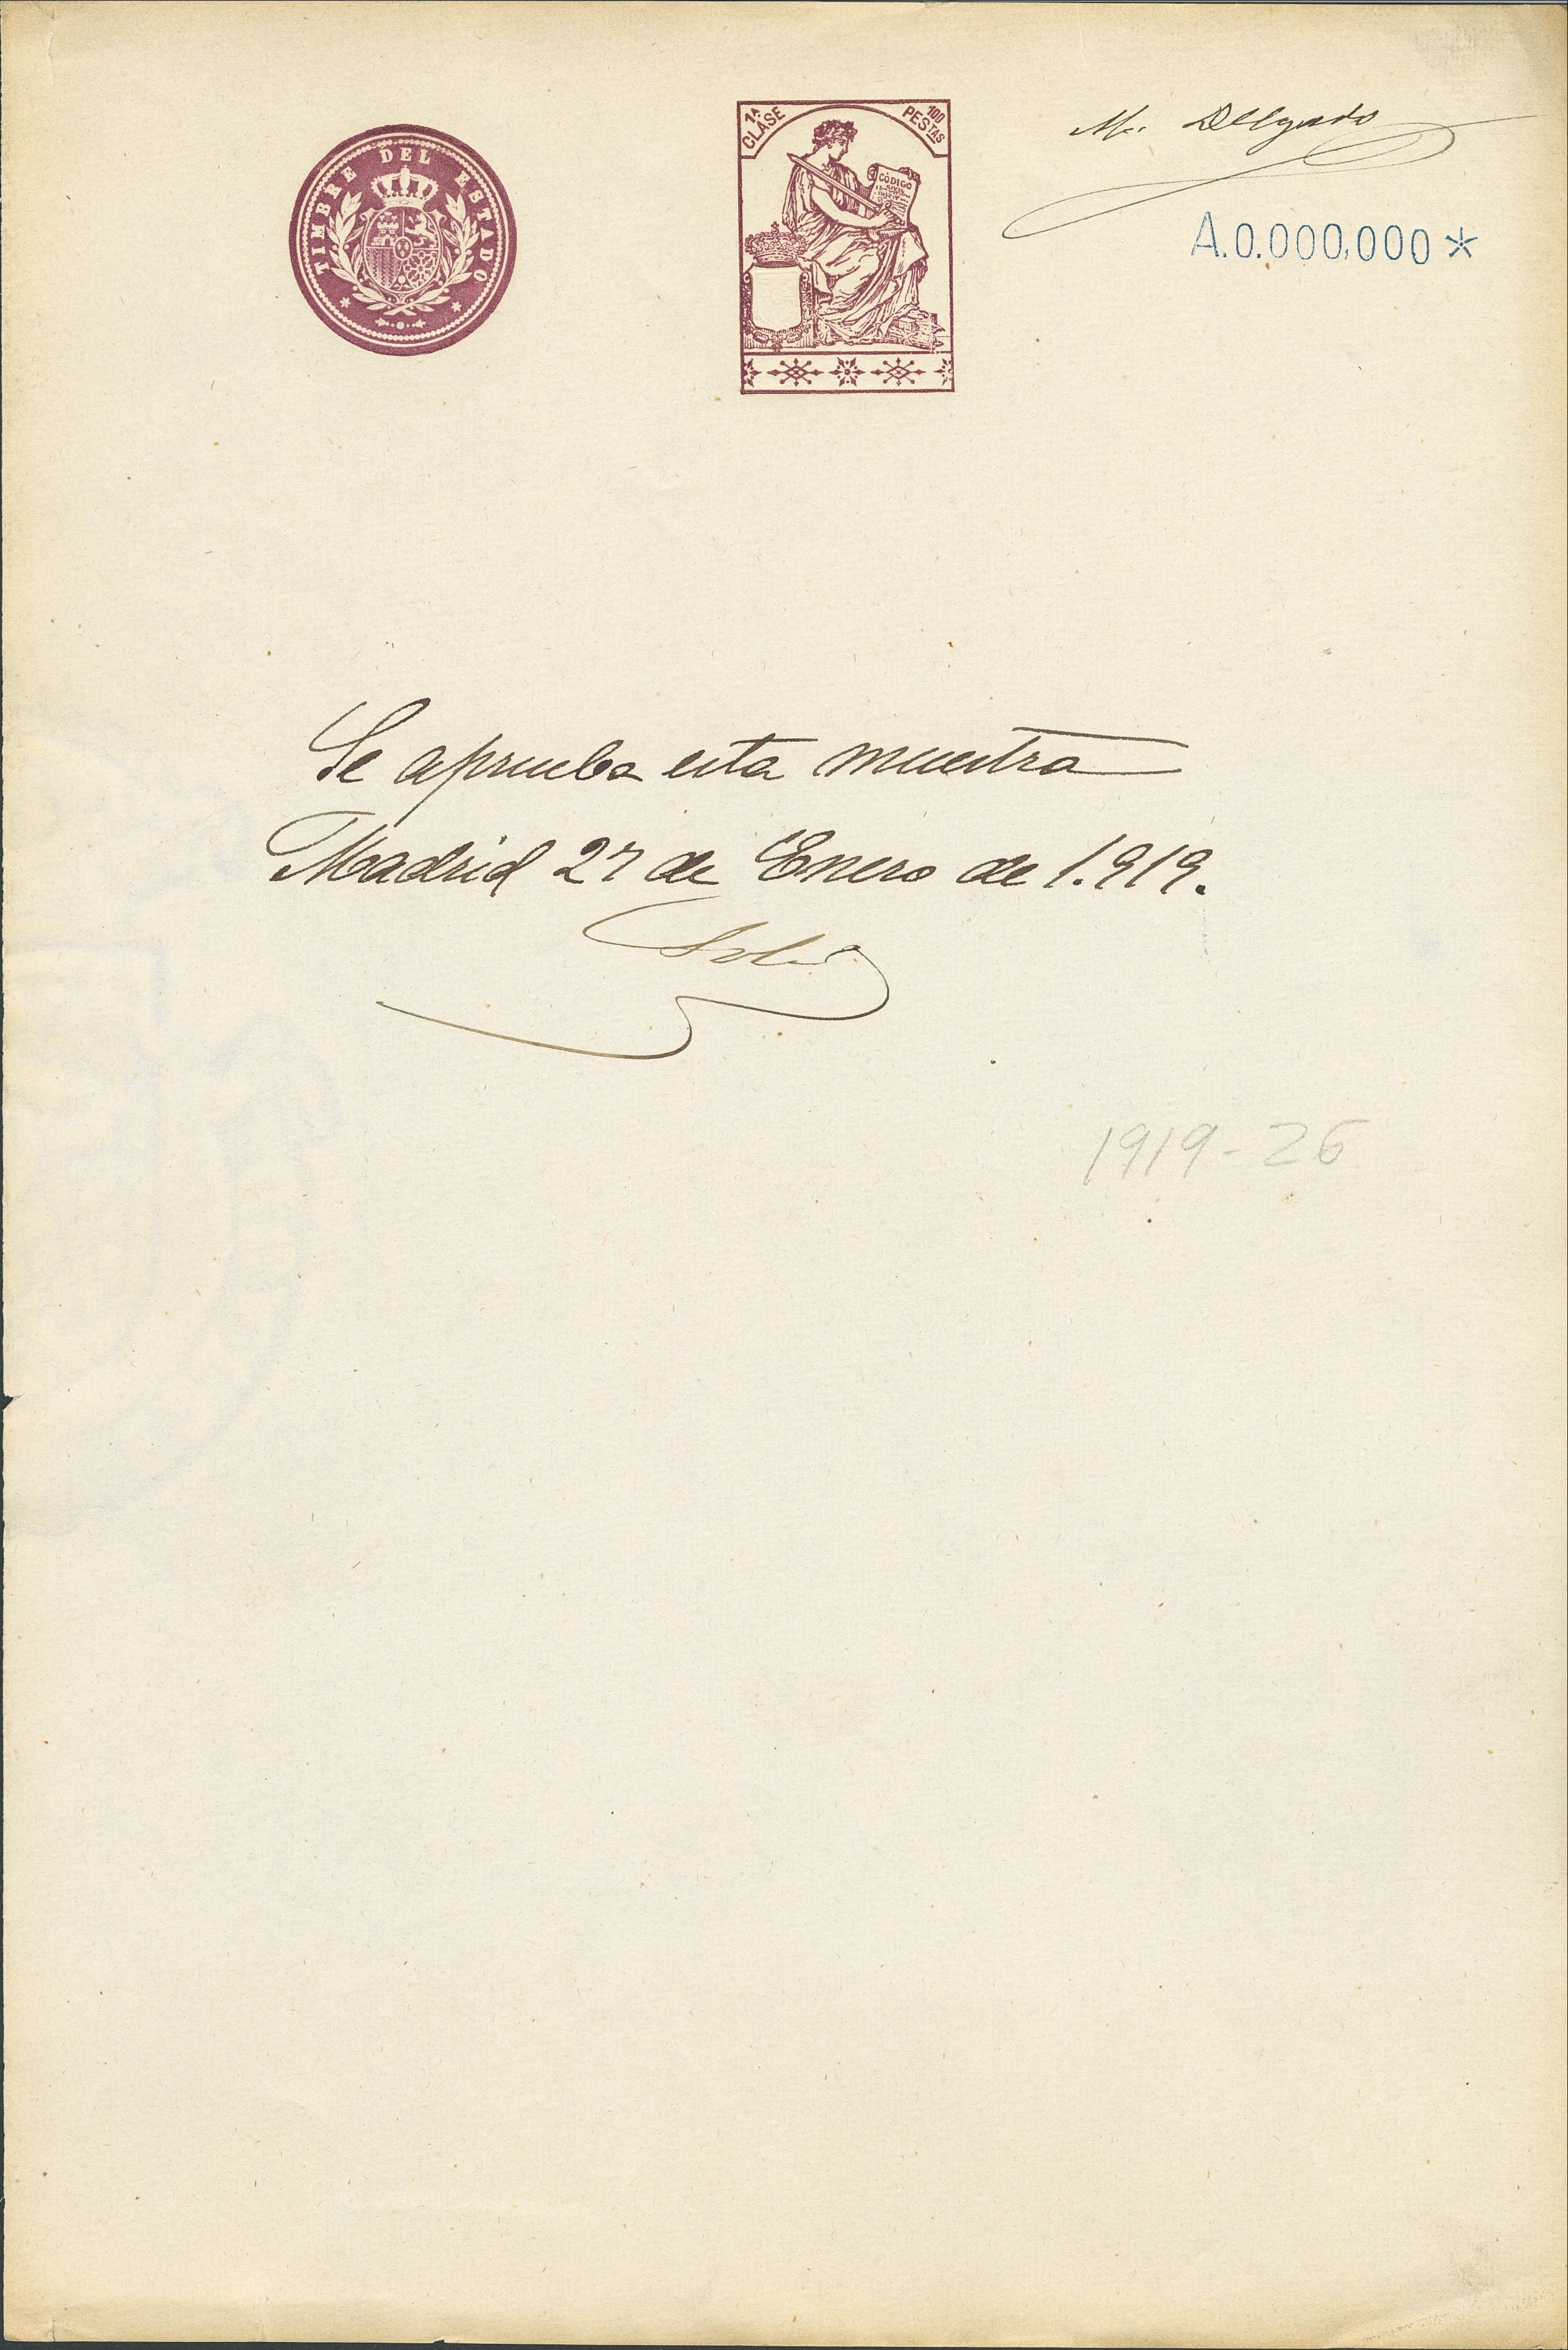 TIMBRE DEL ESTADO
1ª CLASE
100 PESTAS
CÓDIGO
M. Delgado
A.0.000,000 *
Se aprueba esta muestra
Madrid 27 de Enero de 1.919.
1919-26